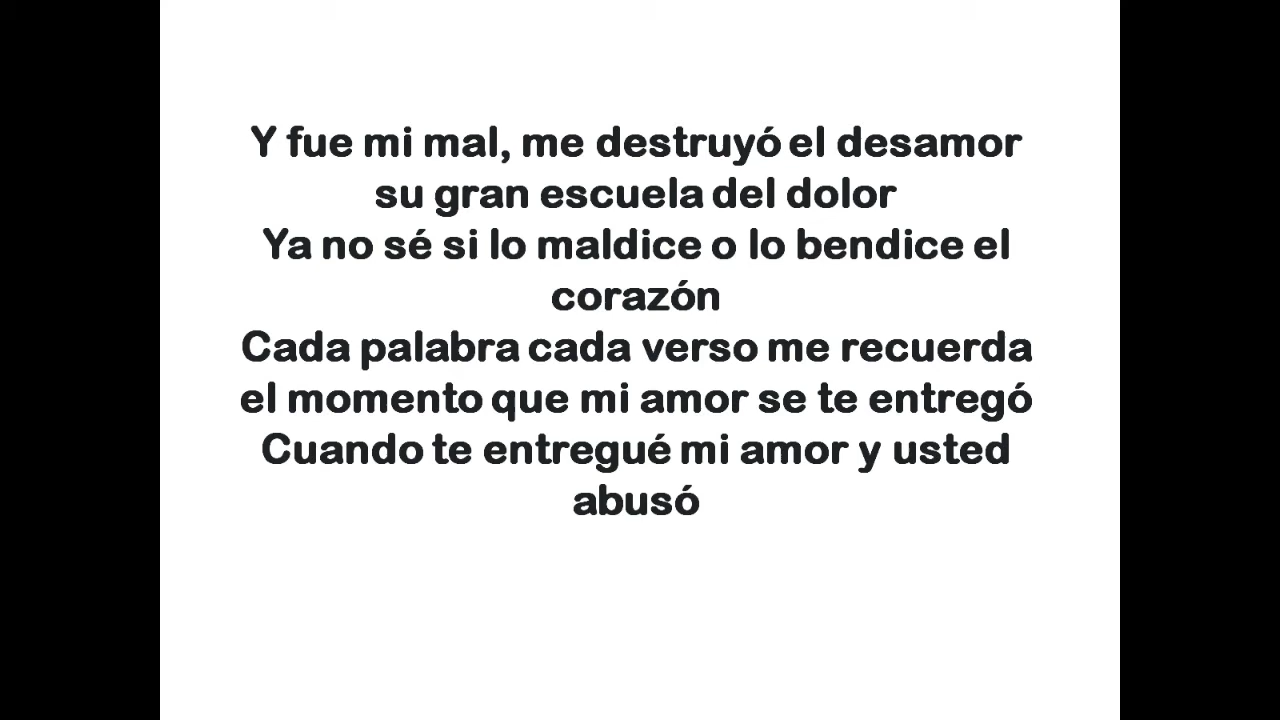 Y fue mi mal, me destruyó el desamor
su gran escuela del dolor
Ya no sé si lo maldice o lo bendice el
corazón
Cada palabra cada verso me recuerda
el momento que mi amor se te entregó
Cuando te entregué mi amor y usted
abusó